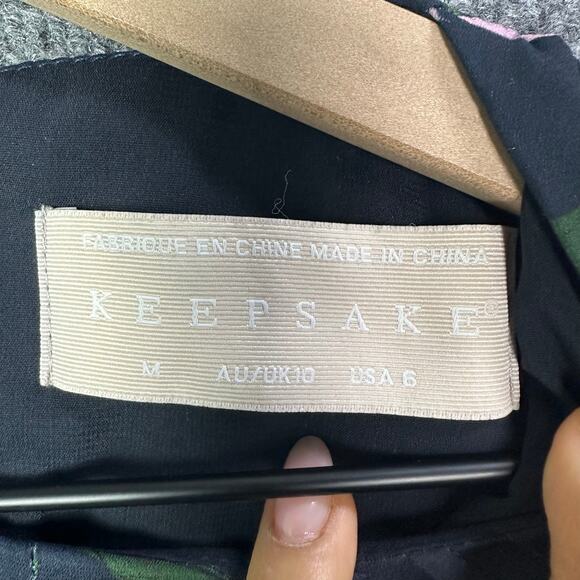 FABRIQUE EN CHINE MADE IN CHINA
KEEPSAKE©
M AU/UK10 USA 6